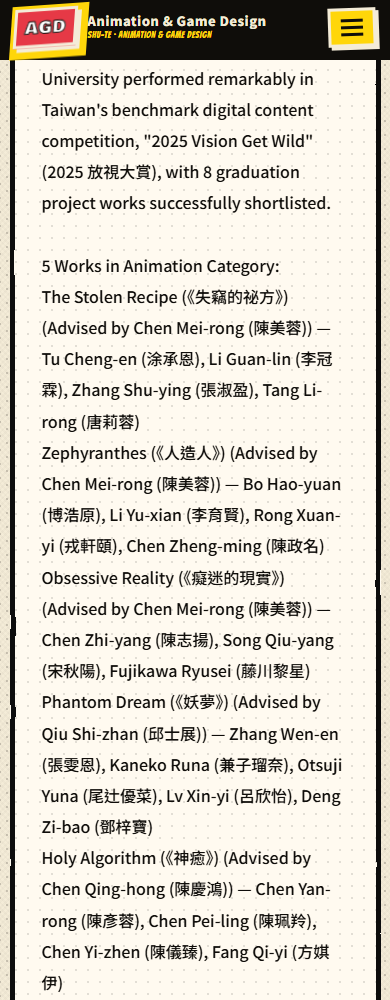 AGD
Animation & Game Design
SHU-TE • ANIMATION & GAME DESIGN
University performed remarkably in
Taiwan's benchmark digital content
competition, "2025 Vision Get Wild"
(2025 放視大賞), with 8 graduation
project works successfully shortlisted.
5 Works in Animation Category:
The Stolen Recipe (《失竊的祕方》)
(Advised by Chen Mei-rong (陳美蓉)) —
Tu Cheng-en (涂承恩), Li Guan-lin (李冠
霖), Zhang Shu-ying (張淑盈), Tang Li-
rong (唐莉蓉)
Zephyranthes (《人造人》) (Advised by
Chen Mei-rong (陳美蓉)) — Bo Hao-yuan
(博浩原), Li Yu-xian (李育賢), Rong Xuan-
yi (戎軒頤), Chen Zheng-ming (陳政名)
Obsessive Reality (《癡迷的現實》)
(Advised by Chen Mei-rong (陳美蓉)) —
Chen Zhi-yang (陳志揚), Song Qiu-yang
(宋秋陽), Fujikawa Ryusei (藤川黎星)
Phantom Dream (《妖夢》) (Advised by
Qiu Shi-zhan (邱士展)) — Zhang Wen-en
(張雯恩), Kaneko Runa (兼子瑠奈), Otsuji
Yuna (尾辻優菜), Lv Xin-yi (呂欣怡), Deng
Zi-bao (鄧梓寶)
Holy Algorithm (《神癒》) (Advised by
Chen Qing-hong (陳慶鴻)) — Chen Yan-
rong (陳彥蓉), Chen Pei-ling (陳珮羚),
Chen Yi-zhen (陳儀臻), Fang Qi-yi (方娸
伊)